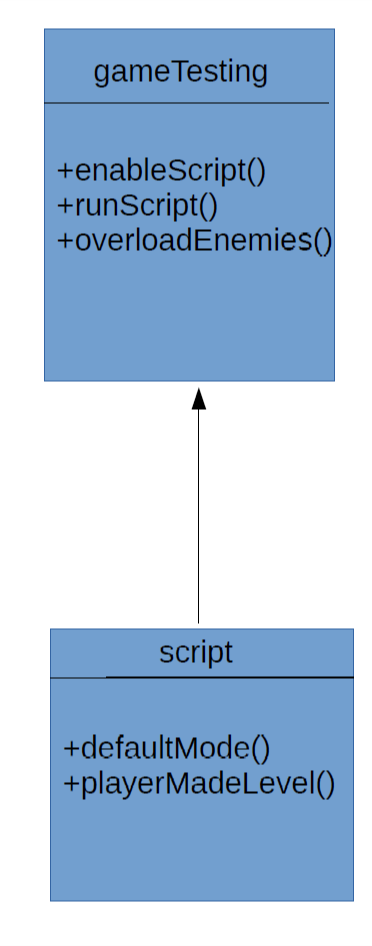 gameTesting
+enableScript()
+runScript()
+overloadEnemies()
script
+defaultMode()
+playerMadeLevel()